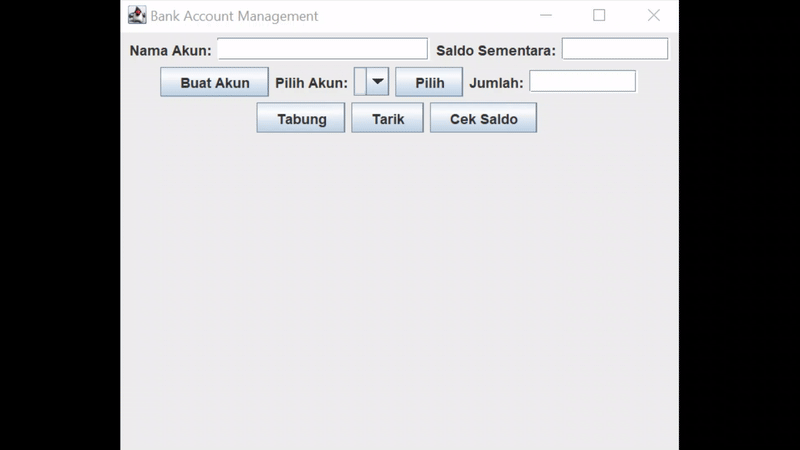 Bank Account Management
Nama Akun: Saldo Sementara:
Buat Akun Pilih Akun: Pilih Jumlah:
Tabung Tarik Cek Saldo